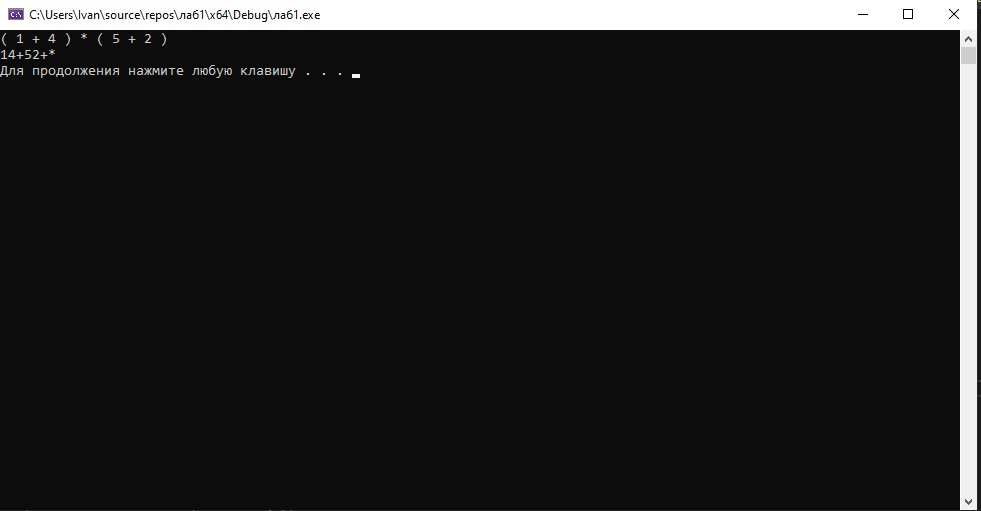 C:\Users\Ivan\source\repos\ла61\x64\Debug\ла61.exe
( 1 + 4 ) * ( 5 + 2 )
14+52+*
Для продолжения нажмите любую клавишу . . .